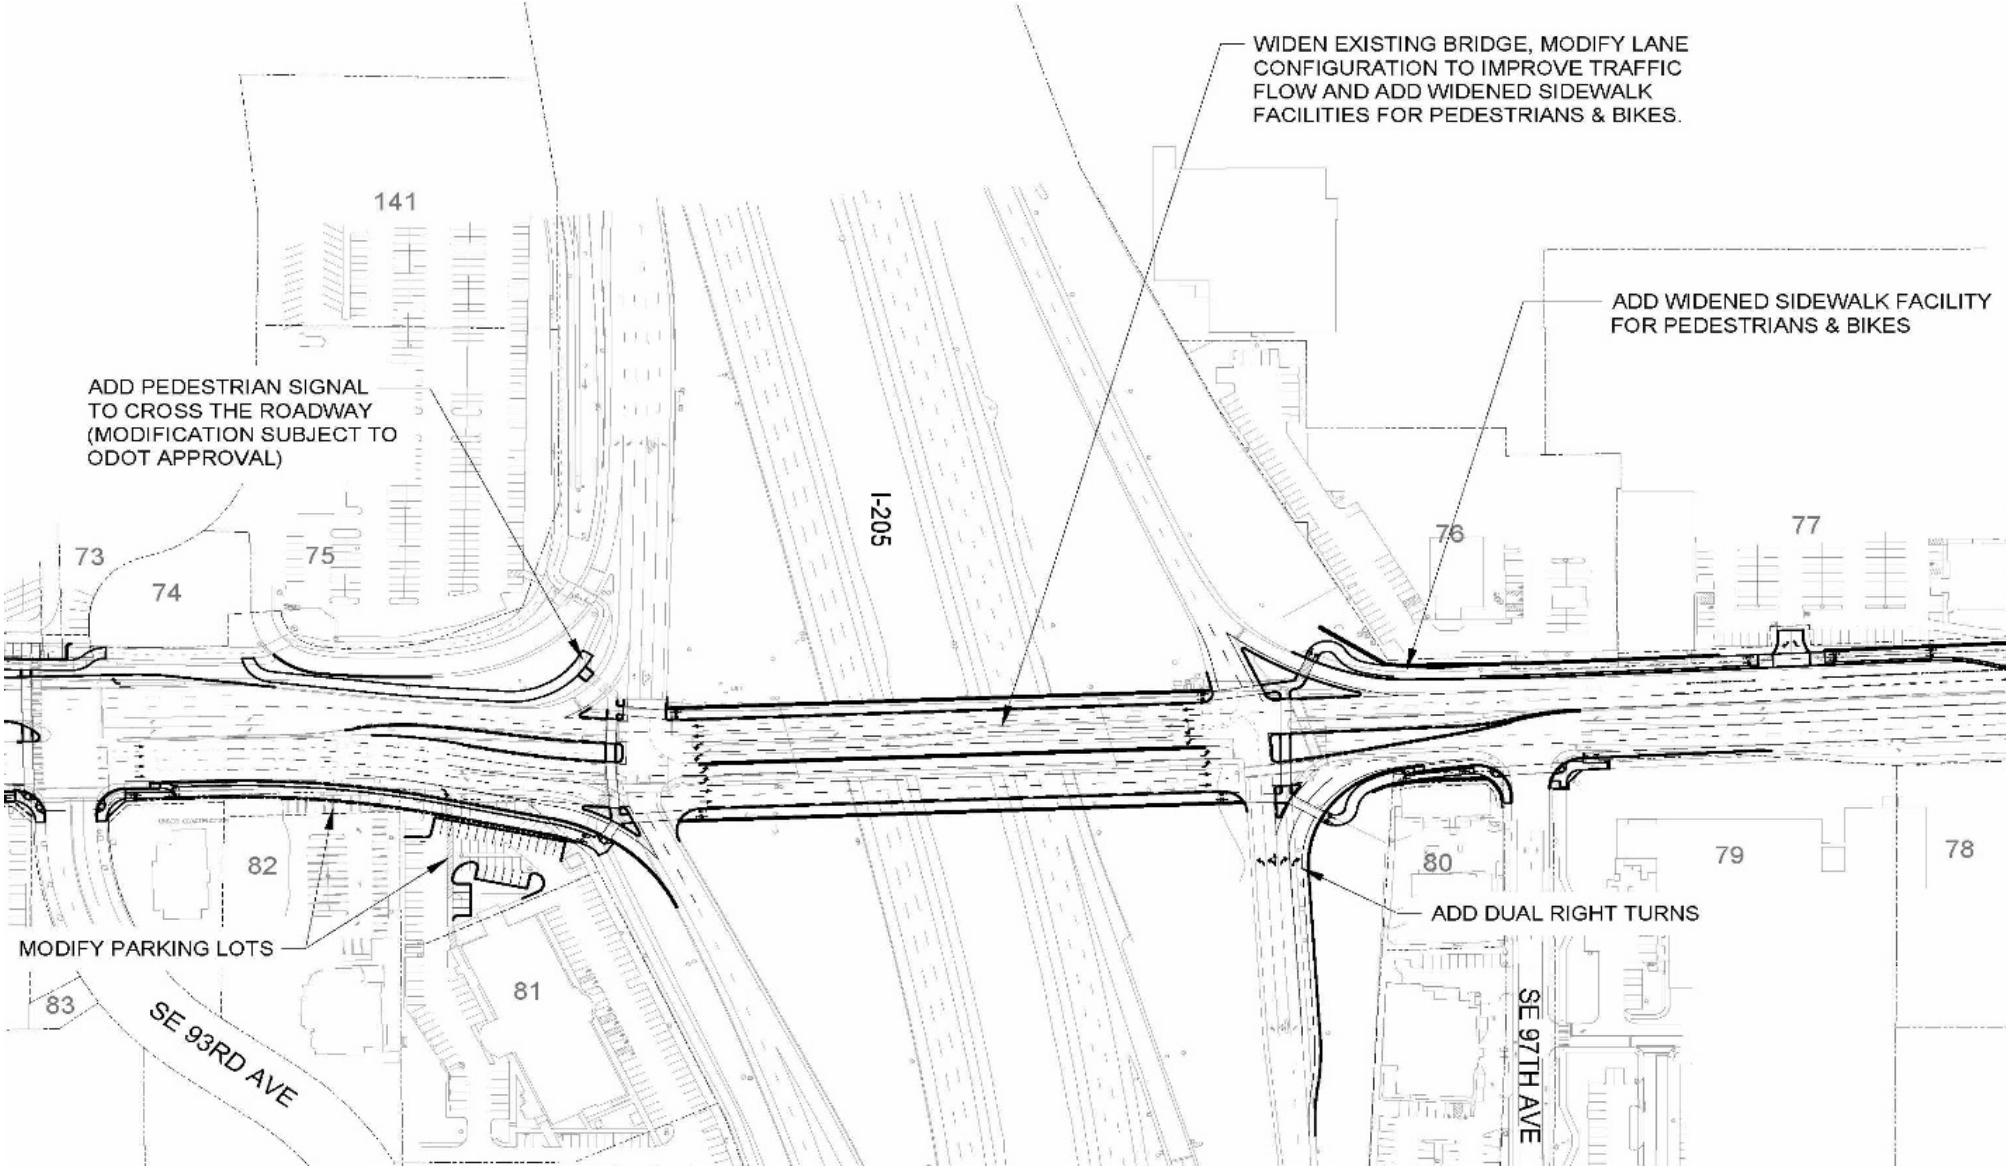 WIDEN EXISTING BRIDGE, MODIFY LANE
CONFIGURATION TO IMPROVE TRAFFIC
FLOW AND ADD WIDENED SIDEWALK
FACILITIES FOR PEDESTRIANS & BIKES.
141
ADD WIDENED SIDEWALK FACILITY
FOR PEDESTRIANS & BIKES
ADD PEDESTRIAN SIGNAL
TO CROSS THE ROADWAY
(MODIFICATION SUBJECT TO
ODOT APPROVAL)
I-205
73
74
75
76
77
82
80
79
78
ADD DUAL RIGHT TURNS
MODIFY PARKING LOTS
83
81
SE 93RD AVE
SE 97TH AVE